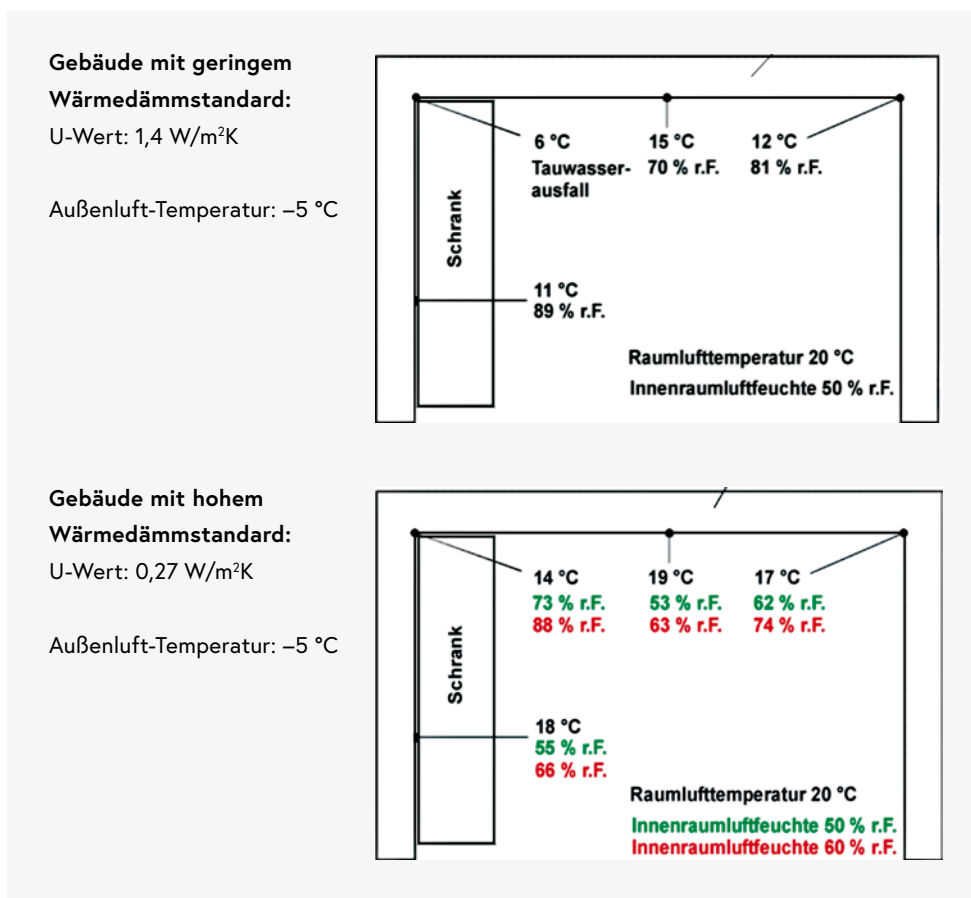 Gebäude mit geringem
Wärmedämmstandard:
U-Wert: 1,4 W/m²K
Außenluft-Temperatur: –5 °C
6 °C
Tauwasser-
ausfall
15 °C
70 % r.F.
12 °C
81 % r.F.
Schrank
11 °C
89 % r.F.
Raumlufttemperatur 20 °C
Innenraumluftfeuchte 50 % r.F.
Gebäude mit hohem
Wärmedämmstandard:
U-Wert: 0,27 W/m²K
Außenluft-Temperatur: –5 °C
14 °C
73 % r.F.
88 % r.F.
19 °C
53 % r.F.
63 % r.F.
17 °C
62 % r.F.
74 % r.F.
Schrank
18 °C
55 % r.F.
66 % r.F.
Raumlufttemperatur 20 °C
Innenraumluftfeuchte 50 % r.F.
Innenraumluftfeuchte 60 % r.F.